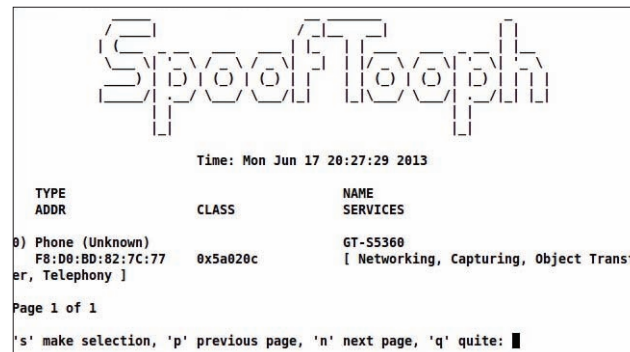 SpoofTooph
Time: Mon Jun 17 20:27:29 2013
TYPE NAME
ADDR CLASS SERVICES
0) Phone (Unknown) GT-S5360
F8:D0:BD:82:7C:77 0x5a020c [ Networking, Capturing, Object Transf
er, Telephony ]
Page 1 of 1
's' make selection, 'p' previous page, 'n' next page, 'q' quite: